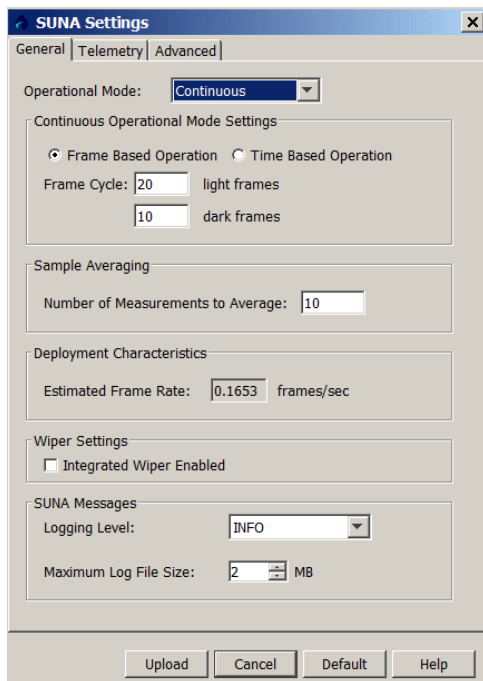 SUNA Settings
General Telemetry Advanced
Operational Mode: Continuous
Continuous Operational Mode Settings
Frame Based Operation Time Based Operation
Frame Cycle: 20 light frames
10 dark frames
Sample Averaging
Number of Measurements to Average: 10
Deployment Characteristics
Estimated Frame Rate: 0.1653 frames/sec
Wiper Settings
Integrated Wiper Enabled
SUNA Messages
Logging Level: INFO
Maximum Log File Size: 2 MB
Upload Cancel Default Help